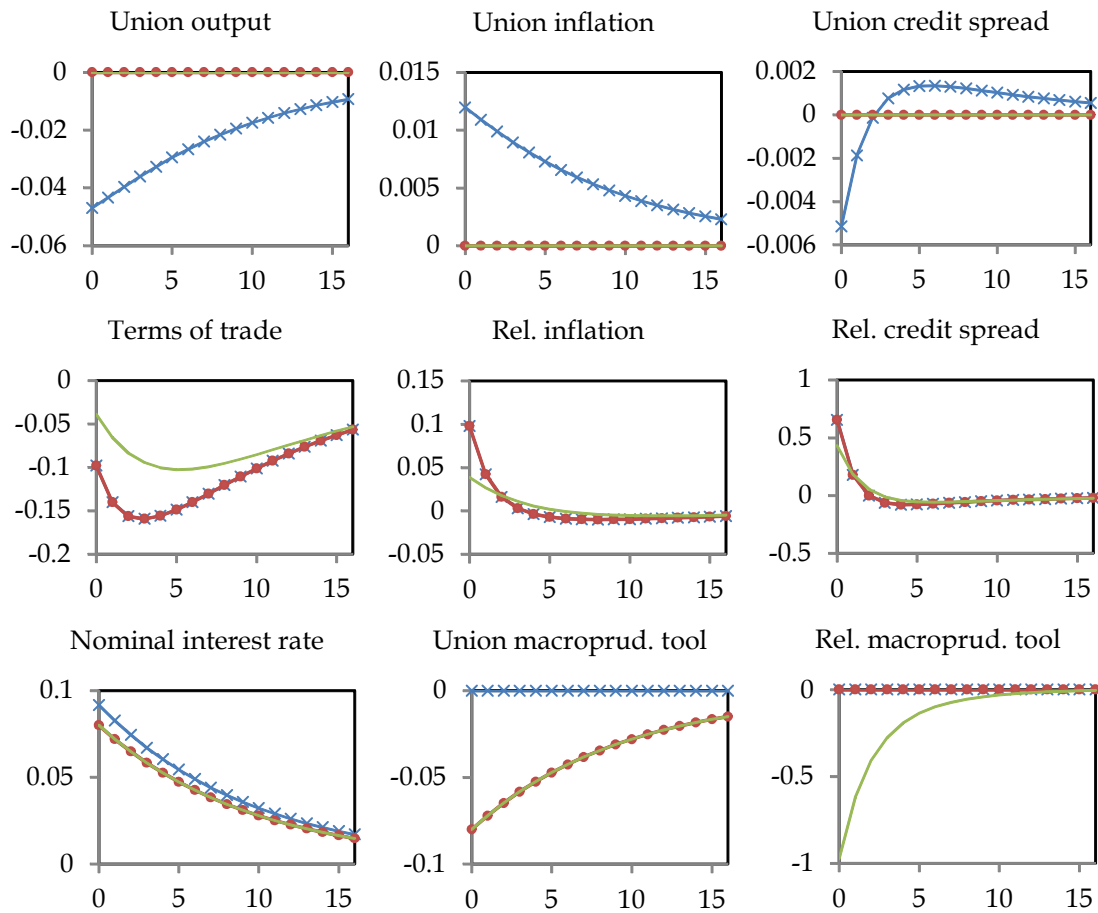 Union output Union inflation Union credit spread
0 0.015 0.002
-0.02 0.01 0
-0.04 0.005 -0.002
-0.06 0 -0.004
-0.006
0 5 10 15 0 5 10 15 0 5 10 15
Terms of trade Rel. inflation Rel. credit spread
0 0.15 1
-0.05 0.1 0.5
-0.1 0.05 0
-0.15 0 -0.5
-0.2 -0.05
0 5 10 15 0 5 10 15 0 5 10 15
Nominal interest rate Union macroprud. tool Rel. macroprud. tool
0.1 0 0
0.05 -0.05 -0.5
0 -0.1 -1
0 5 10 15 0 5 10 15 0 5 10 15